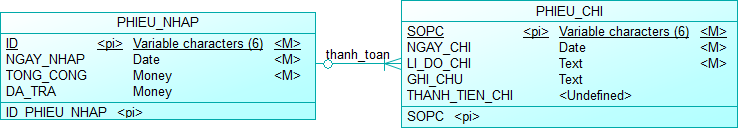 PHIEU_NHAP
ID <pi> Variable characters (6) <M>
NGAY_NHAP Date <M>
TONG_CONG Money <M>
DA_TRA Money
ID_PHIEU_NHAP <pi>
thanh_toan
PHIEU_CHI
SOPC <pi> Variable characters (6) <M>
NGAY_CHI Date <M>
LI_DO_CHI Text <M>
GHI_CHU Text
THANH_TIEN_CHI <Undefined>
SOPC <pi>